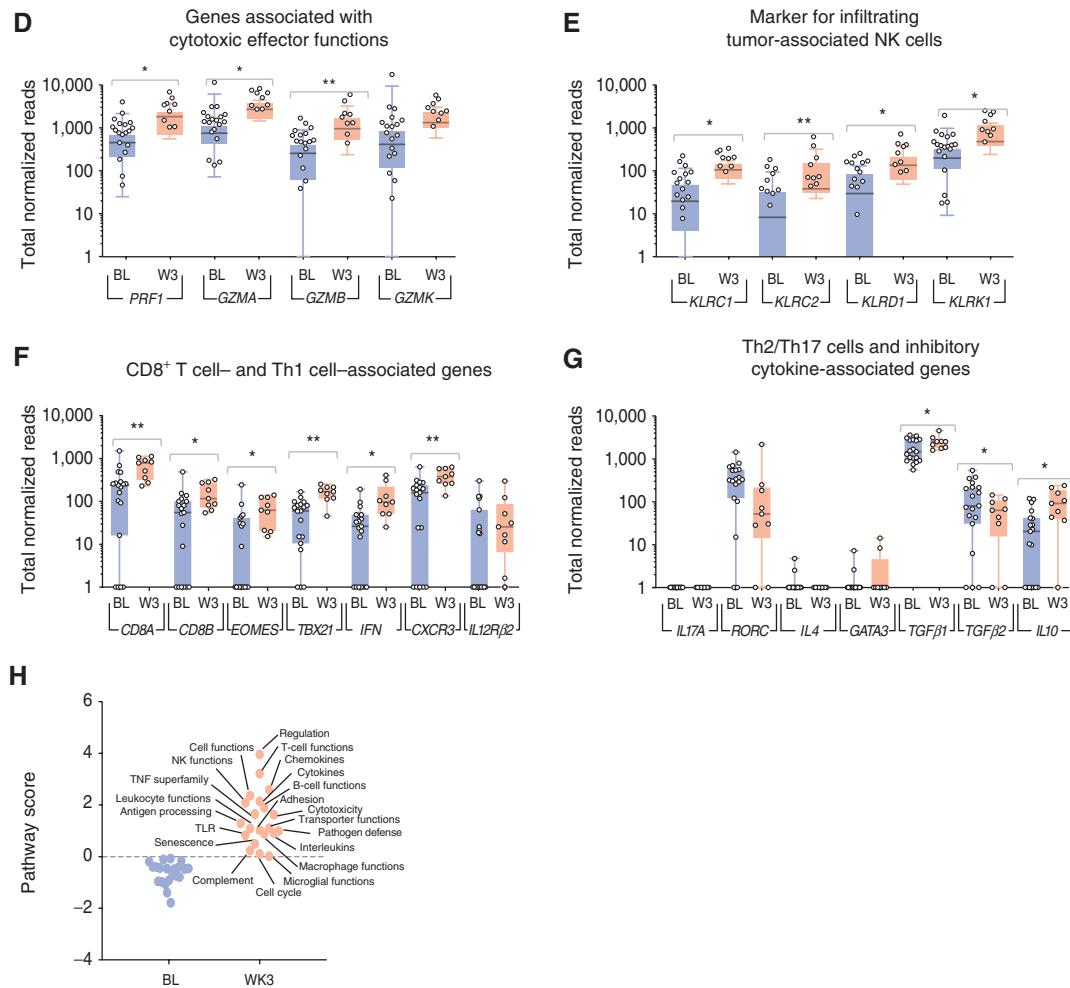 D
Genes associated with
cytotoxic effector functions
Total normalized reads
10,000
1,000
100
10
1
* * **
BL W3 BL W3 BL W3 BL W3
PRF1 GZMA GZMB GZMK
E
Marker for infiltrating
tumor-associated NK cells
Total normalized reads
10,000
1,000
100
10
1
* ** * *
BL W3 BL W3 BL W3 BL W3
KLRC1 KLRC2 KLRD1 KLRK1
F
CD8+ T cell– and Th1 cell–associated genes
Total normalized reads
10,000
1,000
100
10
1
** * * ** * **
BL W3 BL W3 BL W3 BL W3 BL W3 BL W3 BL W3
CD8A CD8B EOMES TBX21 IFN CXCR3 IL12Rβ2
G
Th2/Th17 cells and inhibitory
cytokine-associated genes
Total normalized reads
10,000
1,000
100
10
1
* * *
BL W3 BL W3 BL W3 BL W3 BL W3 BL W3 BL W3
IL17A RORC IL4 GATA3 TGFβ1 TGFβ2 IL10
H
Pathway score
6
4
2
0
−2
−4
Regulation
Cell functions
T-cell functions
NK functions
Chemokines
TNF superfamily
Cytokines
B-cell functions
Leukocyte functions
Adhesion
Antigen processing
Cytotoxicity
Transporter functions
TLR
Pathogen defense
Senescence
Interleukins
Macrophage functions
Complement
Microglial functions
Cell cycle
BL WK3